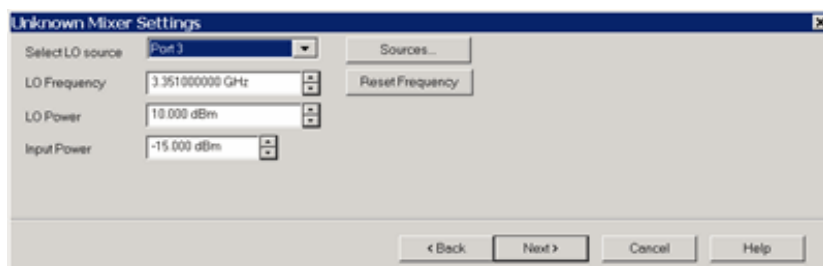 Unknown Mixer Settings
Select LO source Port 3 Sources...
LO Frequency 3.351000000 GHz Reset Frequency
LO Power 10.000 dBm
Input Power -15.000 dBm
< Back Next > Cancel Help